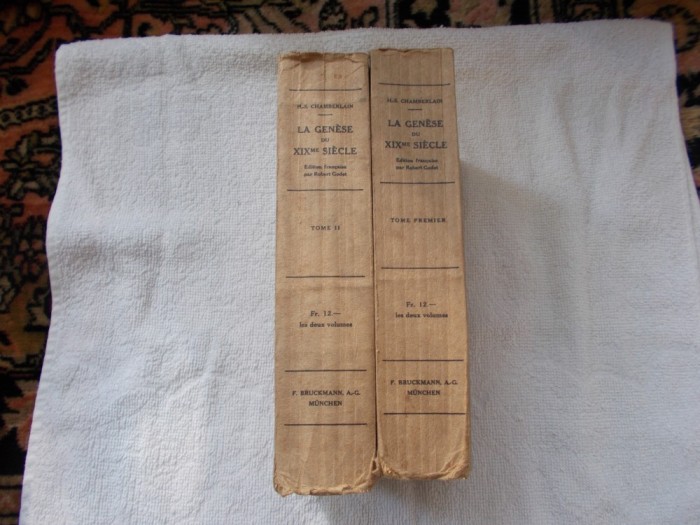 H.-S. CHAMBERLAIN
LA GENÈSE
DU
XIXME SIÈCLE
Édition française
par Robert Godet
TOME II
Fr. 12 —
les deux volumes
F. BRUCKMANN, A.-G.
MÜNCHEN
H.-S. CHAMBERLAIN
LA GENÈSE
DU
XIXME SIÈCLE
Édition française
par Robert Godet
TOME PREMIER.
Fr. 12 —
les deux volumes
F. BRUCKMANN, A.-G.
MÜNCHEN